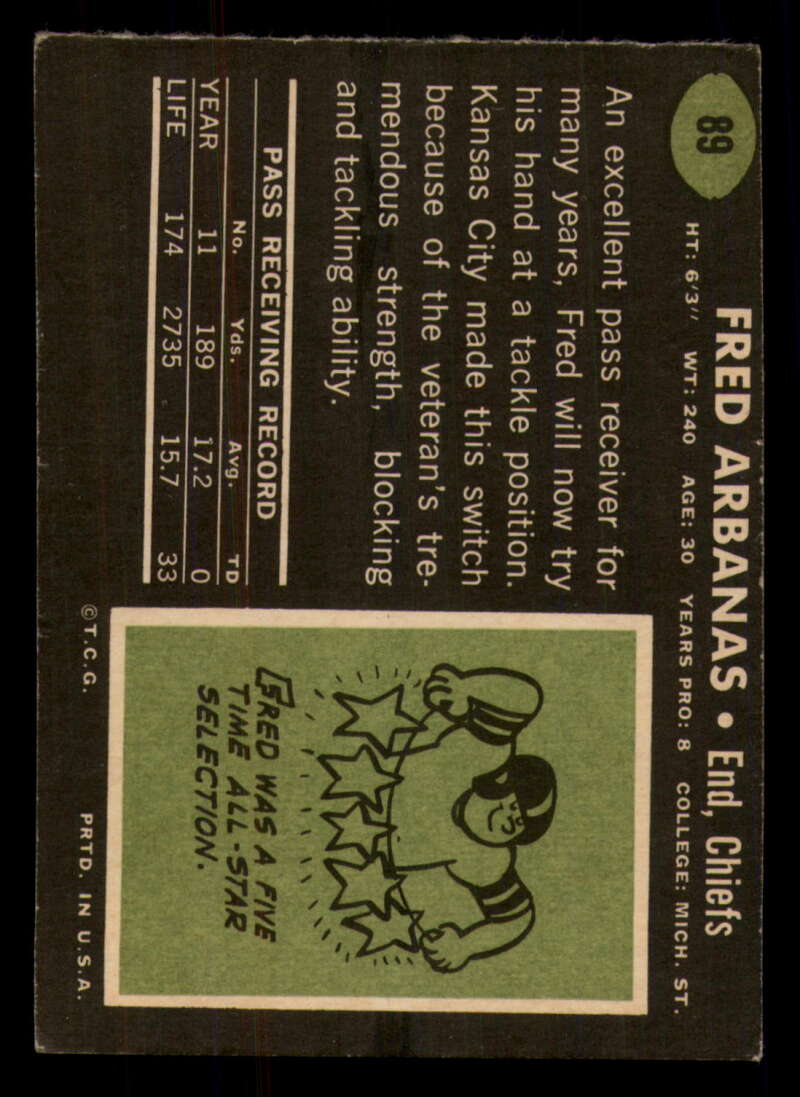 89
FRED ARBANAS • End, Chiefs
HT: 6'3" WT: 240 AGE: 30 YEARS PRO: 8 COLLEGE: MICH. ST.
An excellent pass receiver for
many years, Fred will now try
his hand at a tackle position.
Kansas City made this switch
because of the veteran's tre-
mendous strength, blocking
and tackling ability.
PASS RECEIVING RECORD
No. Yds. Avg. TD
YEAR 11 189 17.2 0
LIFE 174 2735 15.7 33
FRED WAS A FIVE
TIME ALL-STAR
SELECTION.
©T.C.G. PRTD. IN U.S.A.